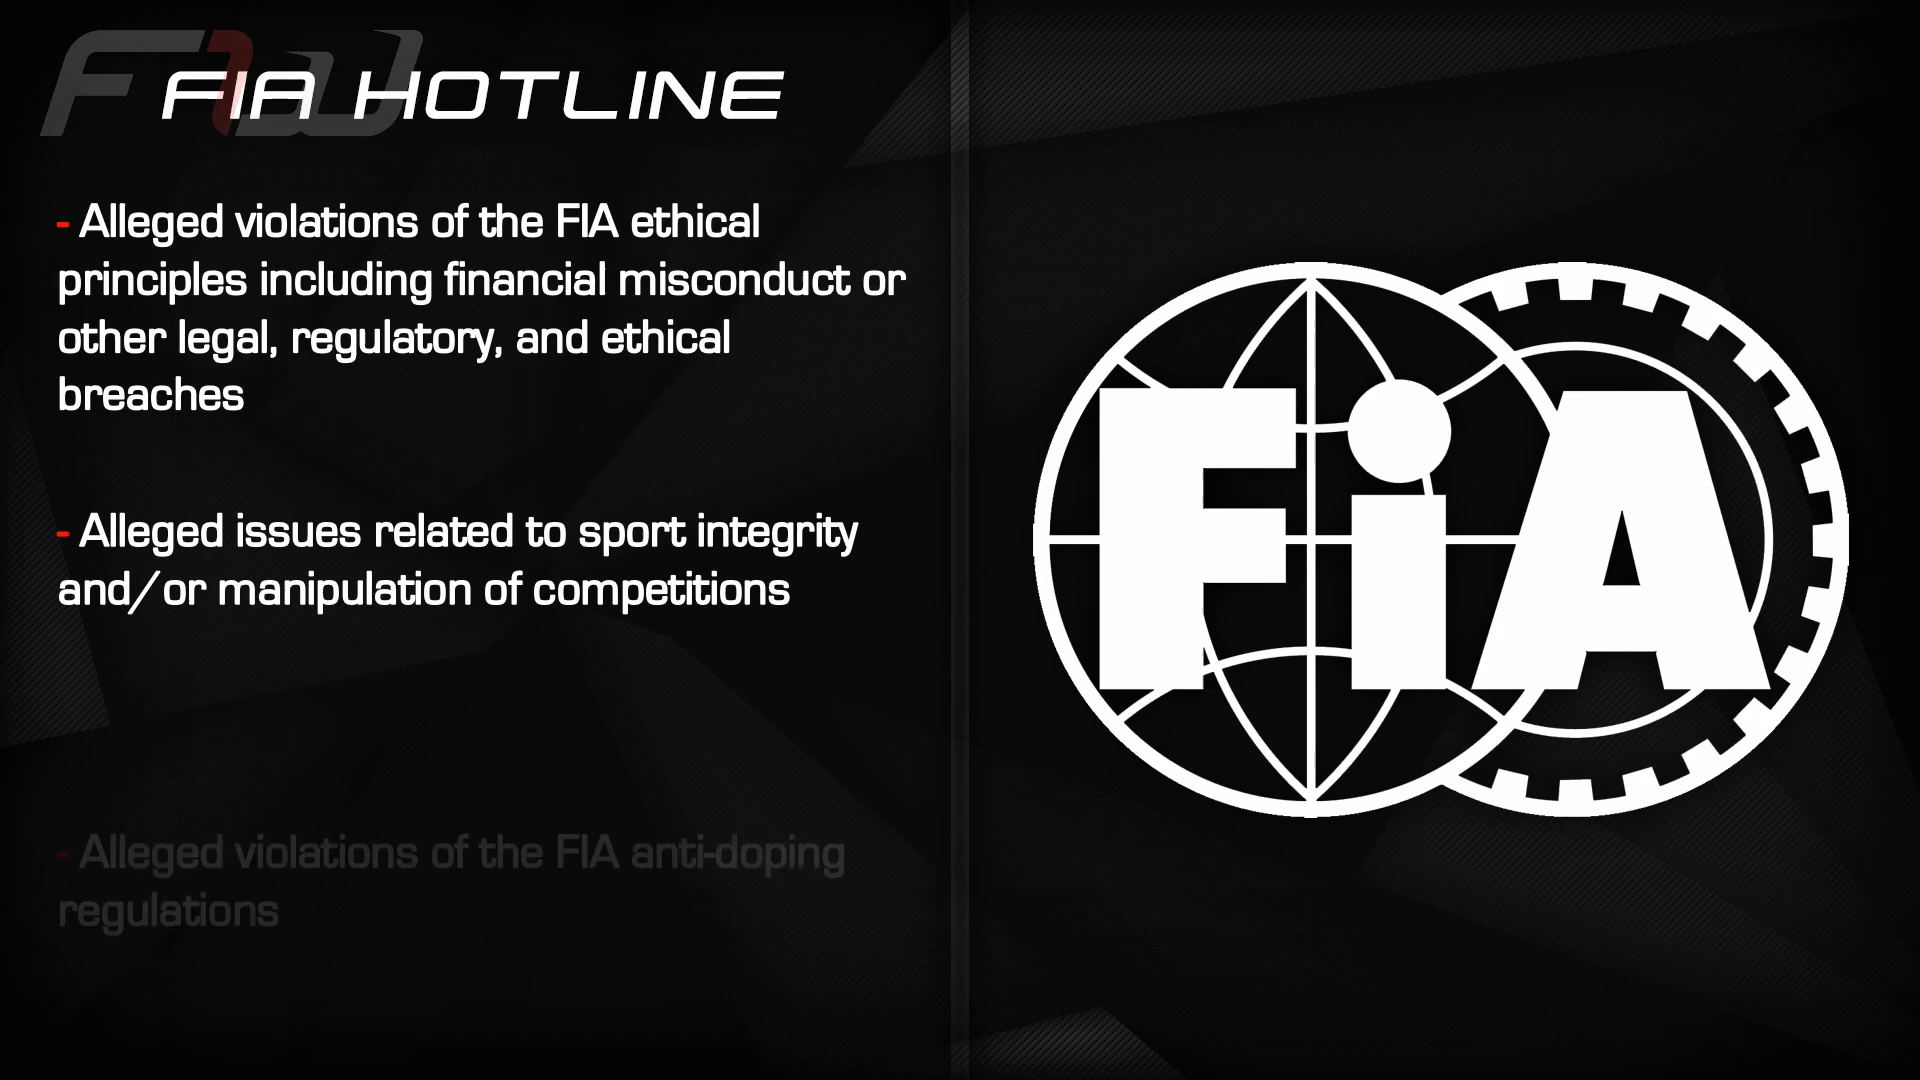 F1W
FIA HOTLINE
- Alleged violations of the FIA ethical
principles including financial misconduct or
other legal, regulatory, and ethical
breaches
- Alleged issues related to sport integrity
and/or manipulation of competitions
- Alleged violations of the FIA anti-doping
regulations
FiA